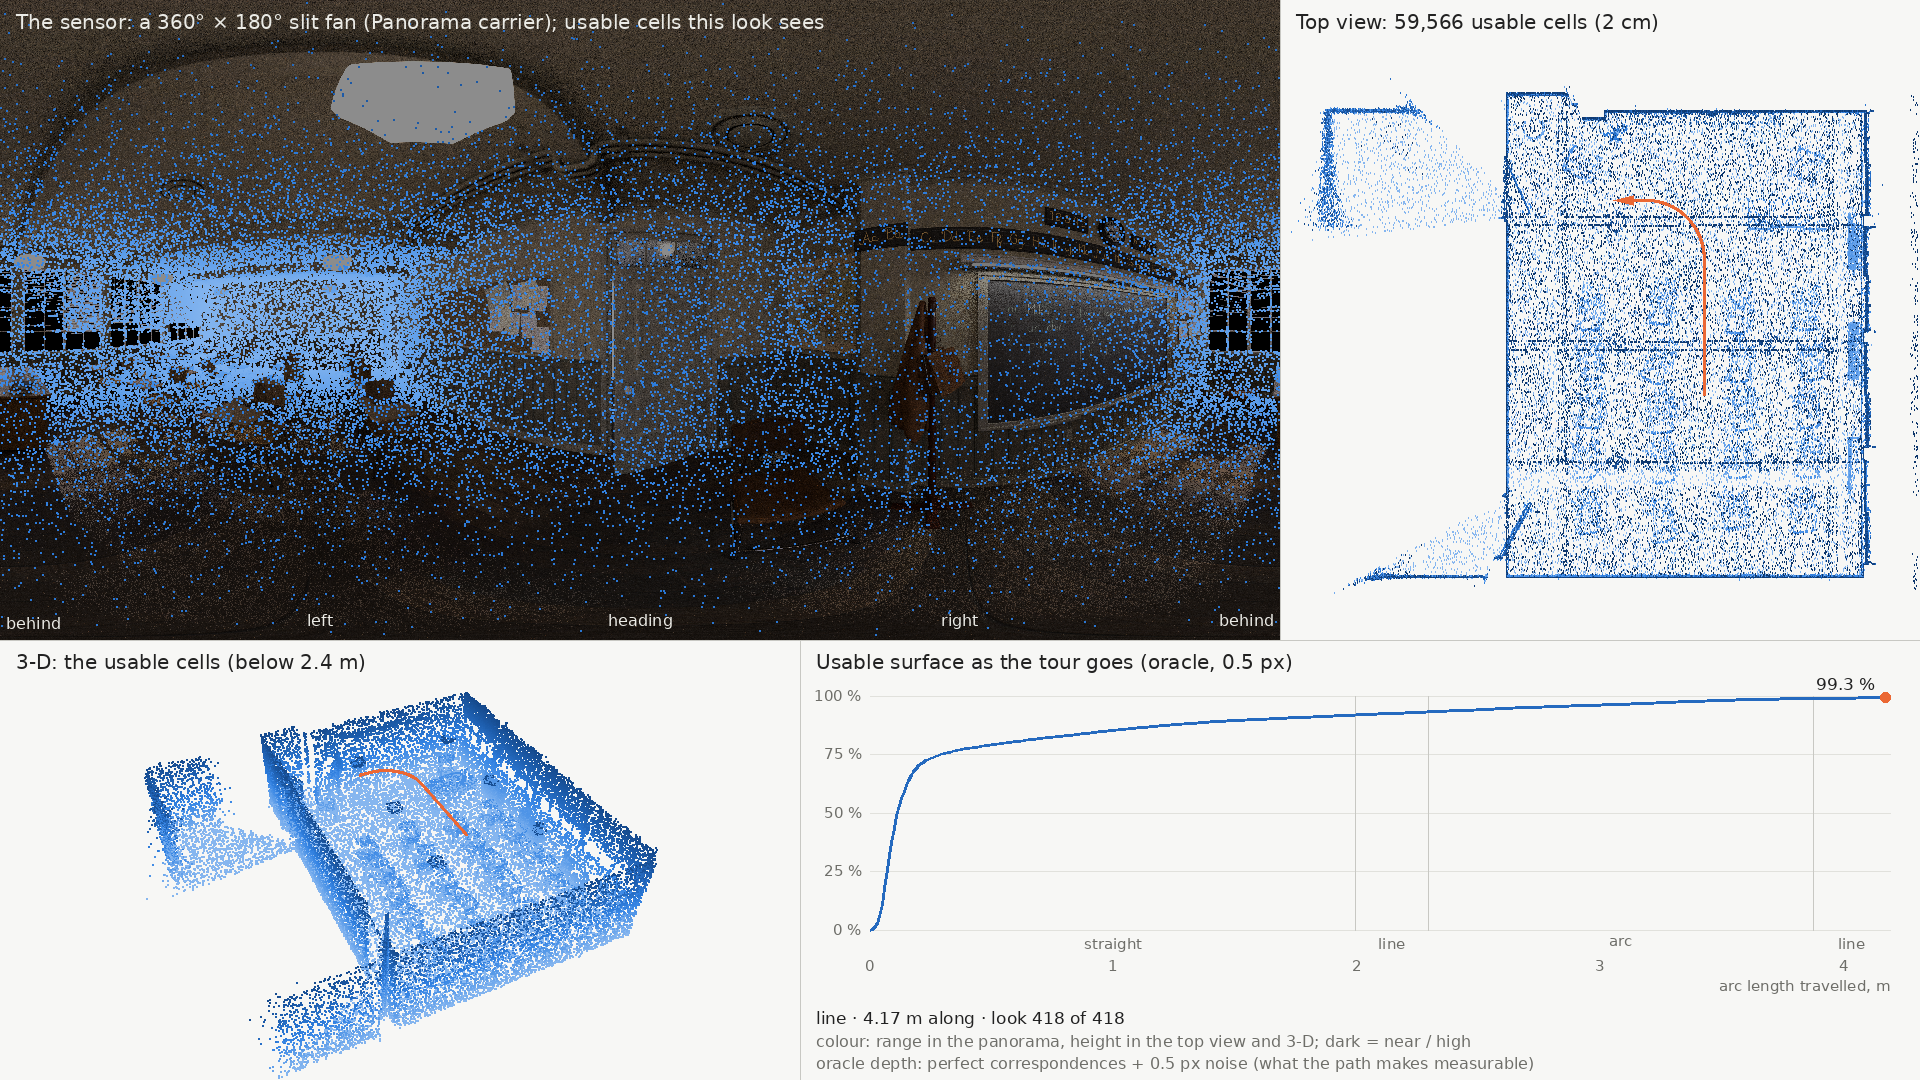 The sensor: a 360° × 180° slit fan (Panorama carrier); usable cells this look sees
behind
left
heading
right
behind
Top view: 59,566 usable cells (2 cm)
3-D: the usable cells (below 2.4 m)
Usable surface as the tour goes (oracle, 0.5 px)
99.3 %
100 %
75 %
50 %
25 %
0 %
straight
line
arc
line
0
1
2
3
4
arc length travelled, m
line · 4.17 m along · look 418 of 418
colour: range in the panorama, height in the top view and 3-D; dark = near / high
oracle depth: perfect correspondences + 0.5 px noise (what the path makes measurable)